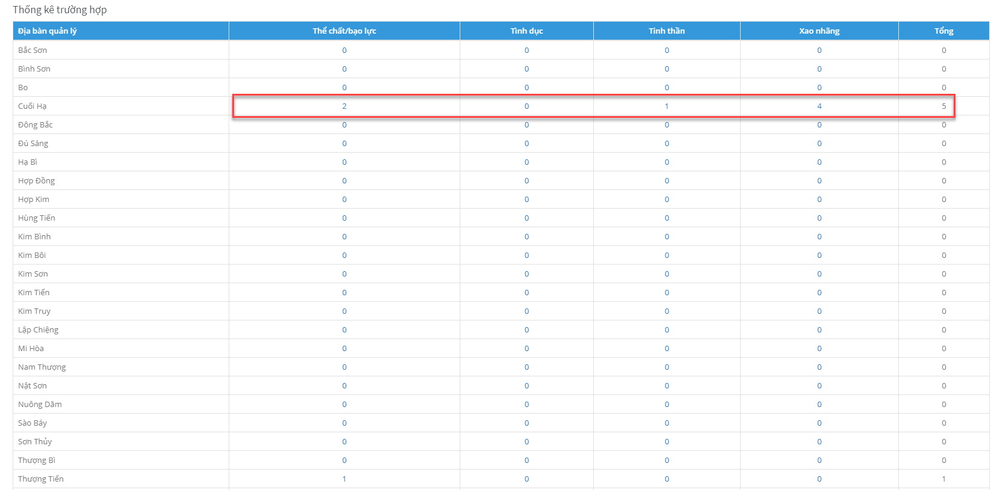 Thống kê trường hợp
Địa bàn quản lý Thể chất/bạo lực Tình dục Tinh thần Xao nhãng Tổng
Bắc Sơn 0 0 0 0 0
Bình Sơn 0 0 0 0 0
Bo 0 0 0 0 0
Cuối Hạ 2 0 1 4 5
Đông Bắc 0 0 0 0 0
Đú Sáng 0 0 0 0 0
Hạ Bì 0 0 0 0 0
Hợp Đồng 0 0 0 0 0
Hợp Kim 0 0 0 0 0
Hùng Tiến 0 0 0 0 0
Kim Bình 0 0 0 0 0
Kim Bôi 0 0 0 0 0
Kim Sơn 0 0 0 0 0
Kim Tiến 0 0 0 0 0
Kim Truy 0 0 0 0 0
Lập Chiệng 0 0 0 0 0
Mi Hòa 0 0 0 0 0
Nam Thượng 0 0 0 0 0
Nật Sơn 0 0 0 0 0
Nuông Dăm 0 0 0 0 0
Sào Báy 0 0 0 0 0
Sơn Thủy 0 0 0 0 0
Thượng Bì 0 0 0 0 0
Thượng Tiến 1 0 0 0 1